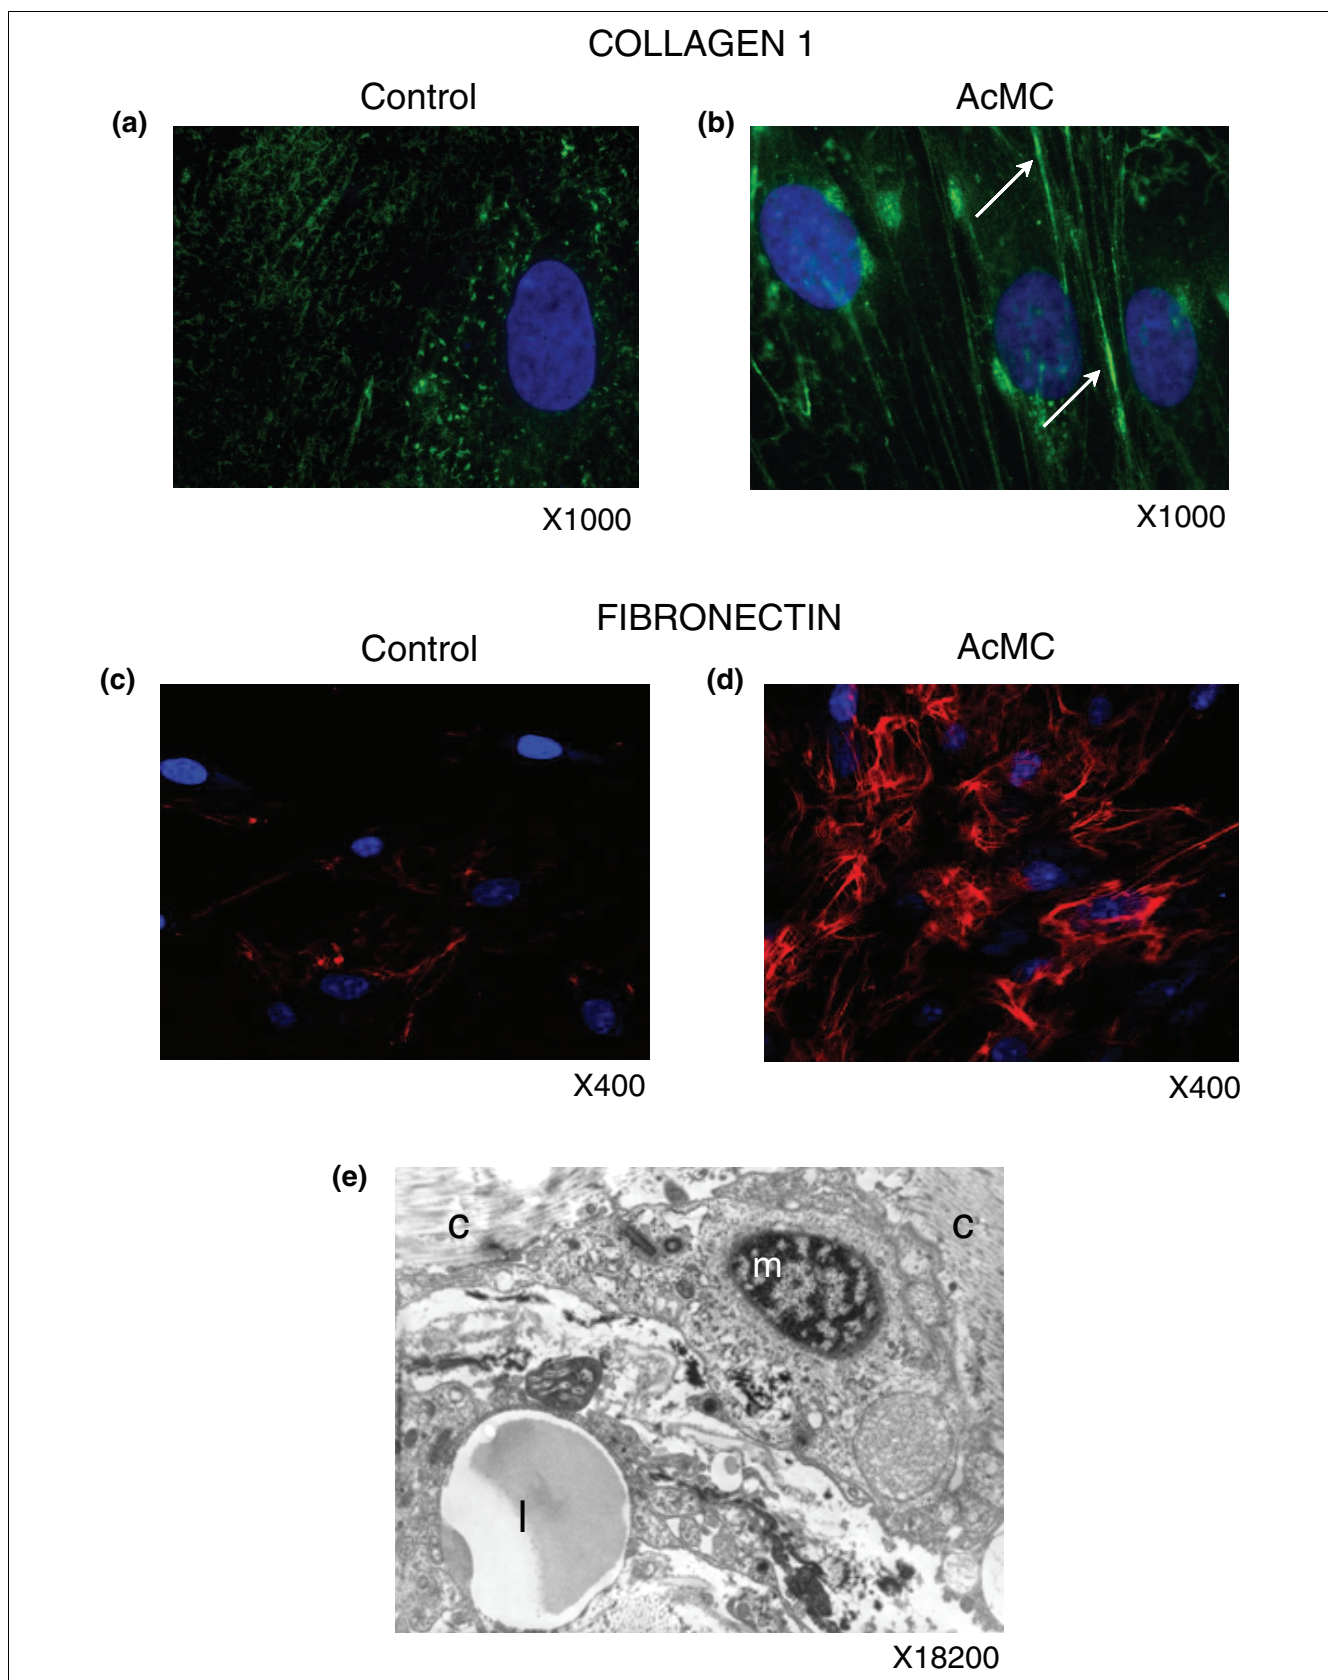 COLLAGEN 1
Control
AcMC
(a)
(b)
X1000
X1000
FIBRONECTIN
Control
AcMC
(c)
(d)
X400
X400
(e)
c
c
m
l
X18200